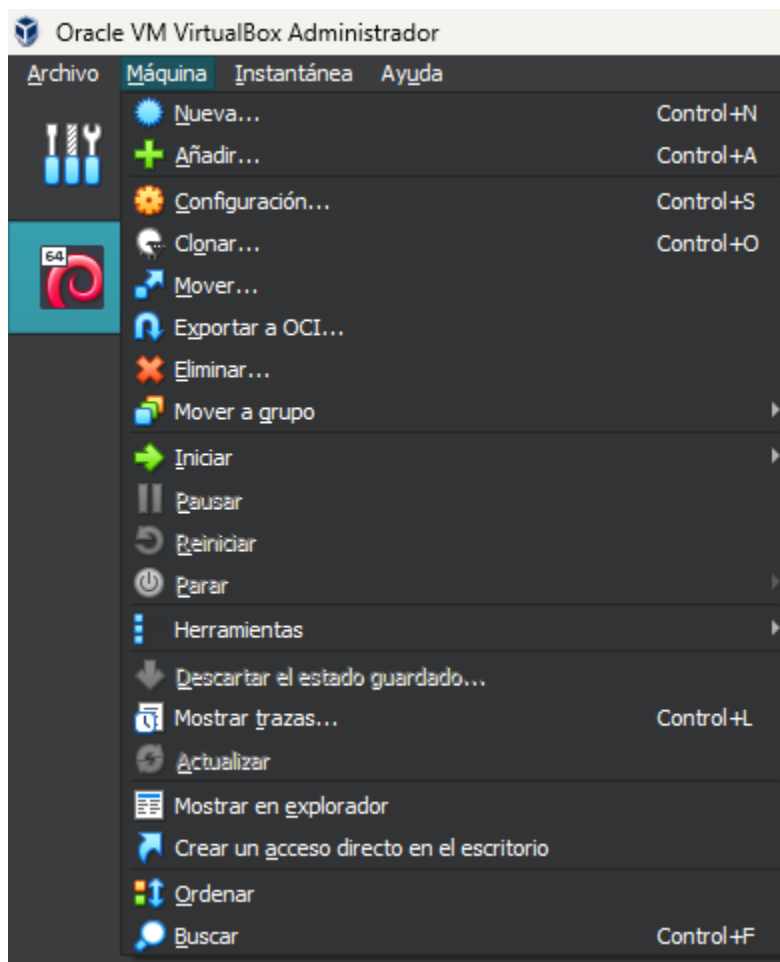 Oracle VM VirtualBox Administrador
Archivo Máquina Instantánea Ayuda
Nueva... Control+N
Añadir... Control+A
Configuración... Control+S
64
Clonar... Control+O
Mover...
Exportar a OCI...
Eliminar...
Mover a grupo
Iniciar
Pausar
Reiniciar
Parar
Herramientas
Descartar el estado guardado...
Mostrar trazas... Control+L
Actualizar
Mostrar en explorador
Crear un acceso directo en el escritorio
Ordenar
Buscar Control+F